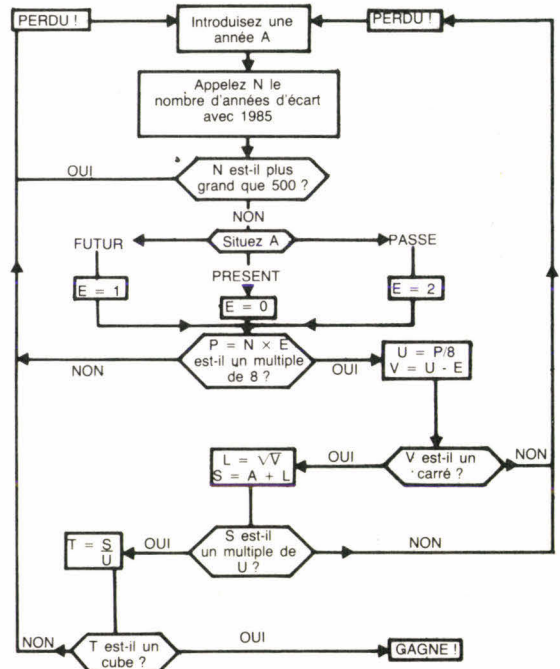 PERDU !
Introduisez une
année A
PERDU !
Appelez N le
nombre d'années d'écart
avec 1985
OUI
N est-il plus
grand que 500 ?
NON
FUTUR
Situez A
PASSE
PRESENT
E = 1
E = 0
E = 2
P = N × E
est-il un multiple
de 8 ?
NON
OUI
U = P/8
V = U - E
V est-il un
carré ?
OUI
NON
L = √V
S = A + L
S est-il
un multiple de
U ?
OUI
NON
T = S/U
T est-il un
cube ?
NON
OUI
GAGNE !